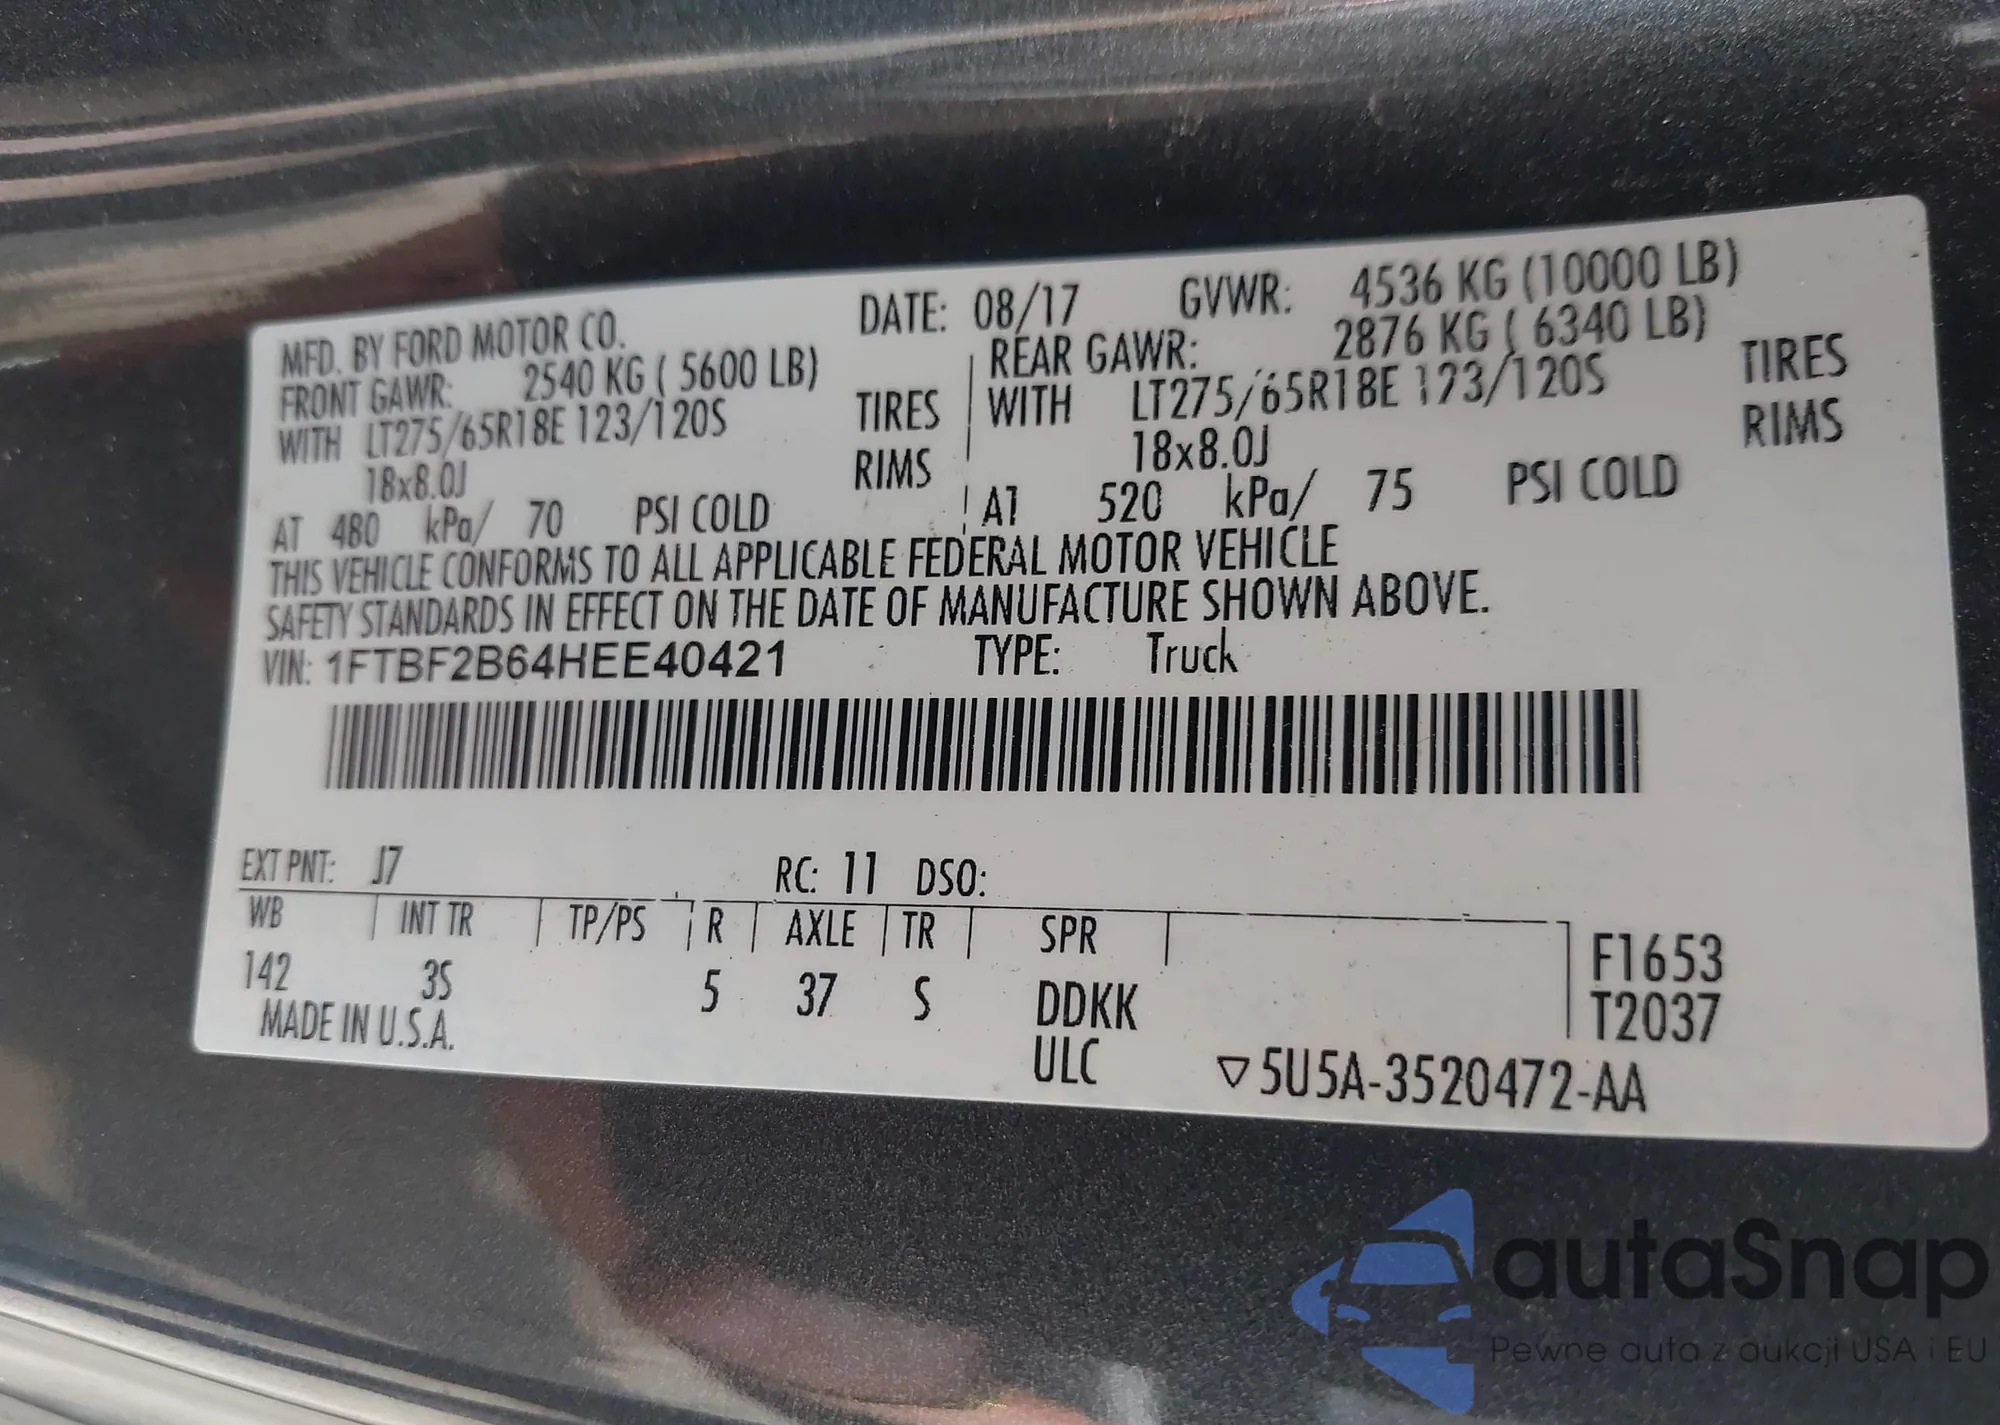 MFD. BY FORD MOTOR CO. DATE: 08/17 GVWR: 4536 KG (10000 LB)
FRONT GAWR: 2540 KG ( 5600 LB) REAR GAWR: 2876 KG ( 6340 LB)
WITH LT275/65R18E 123/120S TIRES WITH LT275/65R18E 123/120S TIRES
18x8.0J RIMS 18x8.0J RIMS
AT 480 kPa/ 70 PSI COLD AT 520 kPa/ 75 PSI COLD
THIS VEHICLE CONFORMS TO ALL APPLICABLE FEDERAL MOTOR VEHICLE
SAFETY STANDARDS IN EFFECT ON THE DATE OF MANUFACTURE SHOWN ABOVE.
VIN: 1FTBF2B64HEE40421 TYPE: Truck
EXT PNT: J7 RC: 11 DSO:
WB INT TR TP/PS R AXLE TR SPR F1653
142 3S 5 37 S DDKK T2037
MADE IN U.S.A. ULC ▽5U5A-3520472-AA
autaSnap
Pewne auta z aukcji USA i EU